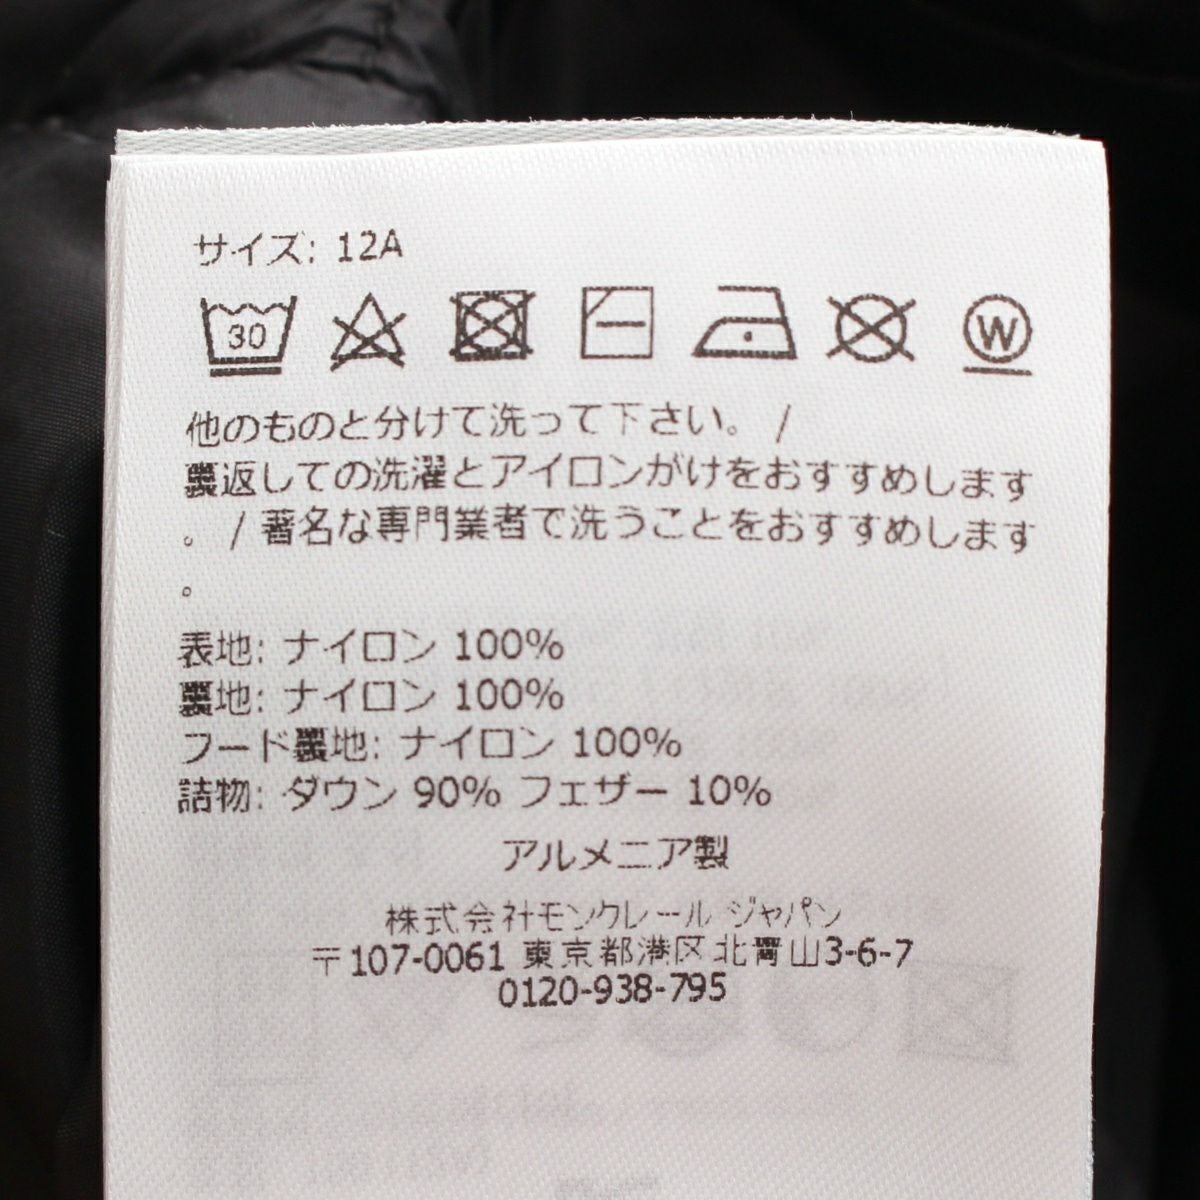 サイズ: 12A
30
W
他のものと分けて洗って下さい。 /
裏返しての洗濯とアイロンがけをおすすめします
。 / 著名な専門業者で洗うことをおすすめします
。
表地: ナイロン 100%
裏地: ナイロン 100%
フード裏地: ナイロン 100%
詰物: ダウン 90% フェザー 10%
アルメニア製
株式会社モンクレール ジャパン
〒107-0061 東京都港区北青山3-6-7
0120-938-795